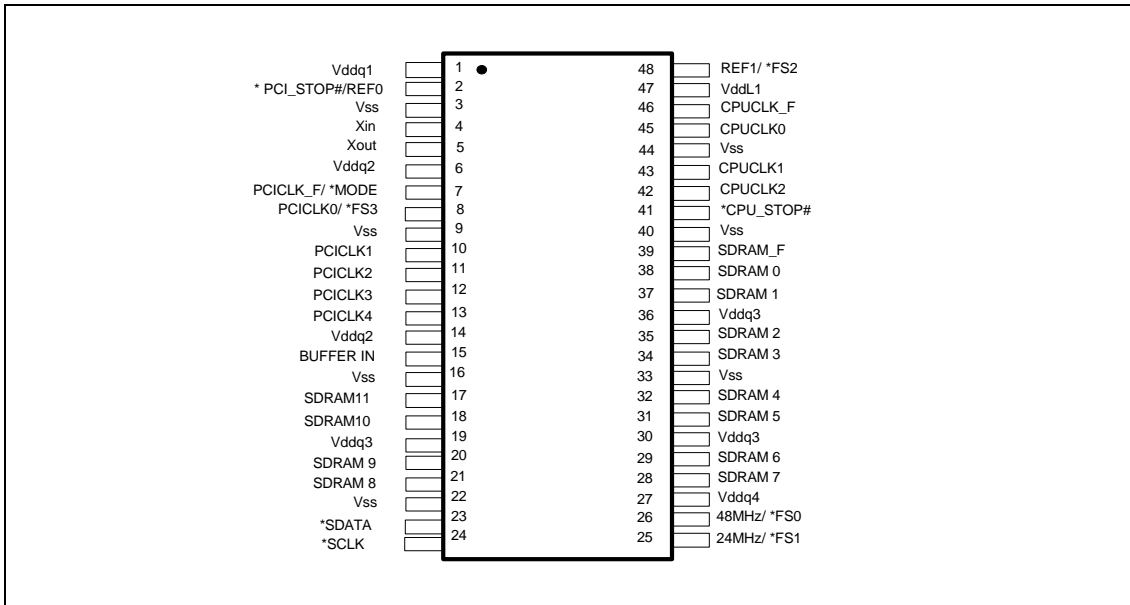 Vddq1 1 48 REF1/ *FS2
* PCI_STOP#/REF0 2 47 VddL1
Vss 3 46 CPUCLK_F
Xin 4 45 CPUCLK0
Xout 5 44 Vss
Vddq2 6 43 CPUCLK1
PCICLK_F/ *MODE 7 42 CPUCLK2
PCICLK0/ *FS3 8 41 *CPU_STOP#
Vss 9 40 Vss
PCICLK1 10 39 SDRAM_F
PCICLK2 11 38 SDRAM 0
PCICLK3 12 37 SDRAM 1
PCICLK4 13 36 Vddq3
Vddq2 14 35 SDRAM 2
BUFFER IN 15 34 SDRAM 3
Vss 16 33 Vss
SDRAM11 17 32 SDRAM 4
SDRAM10 18 31 SDRAM 5
Vddq3 19 30 Vddq3
SDRAM 9 20 29 SDRAM 6
SDRAM 8 21 28 SDRAM 7
Vss 22 27 Vddq4
*SDATA 23 26 48MHz/ *FS0
*SCLK 24 25 24MHz/ *FS1